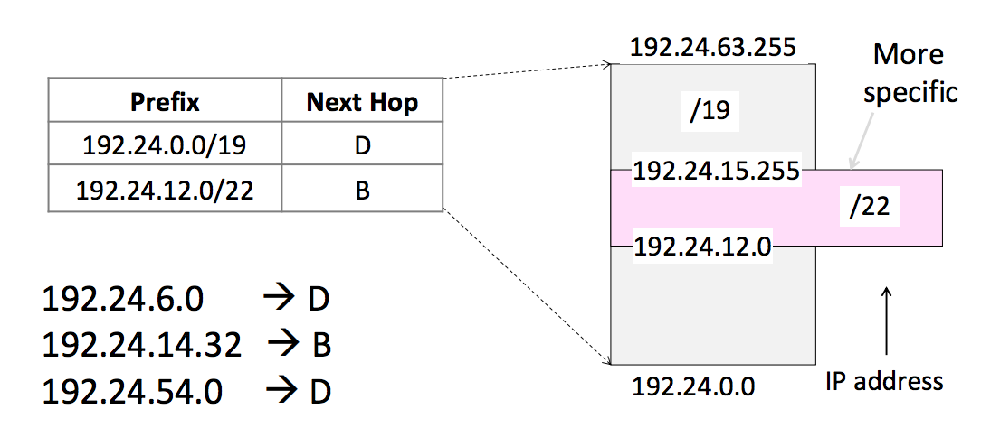 Prefix Next Hop
192.24.0.0/19 D
192.24.12.0/22 B
192.24.6.0 → D
192.24.14.32 → B
192.24.54.0 → D
192.24.63.255
More
specific
/19
192.24.15.255
/22
192.24.12.0
192.24.0.0
IP address